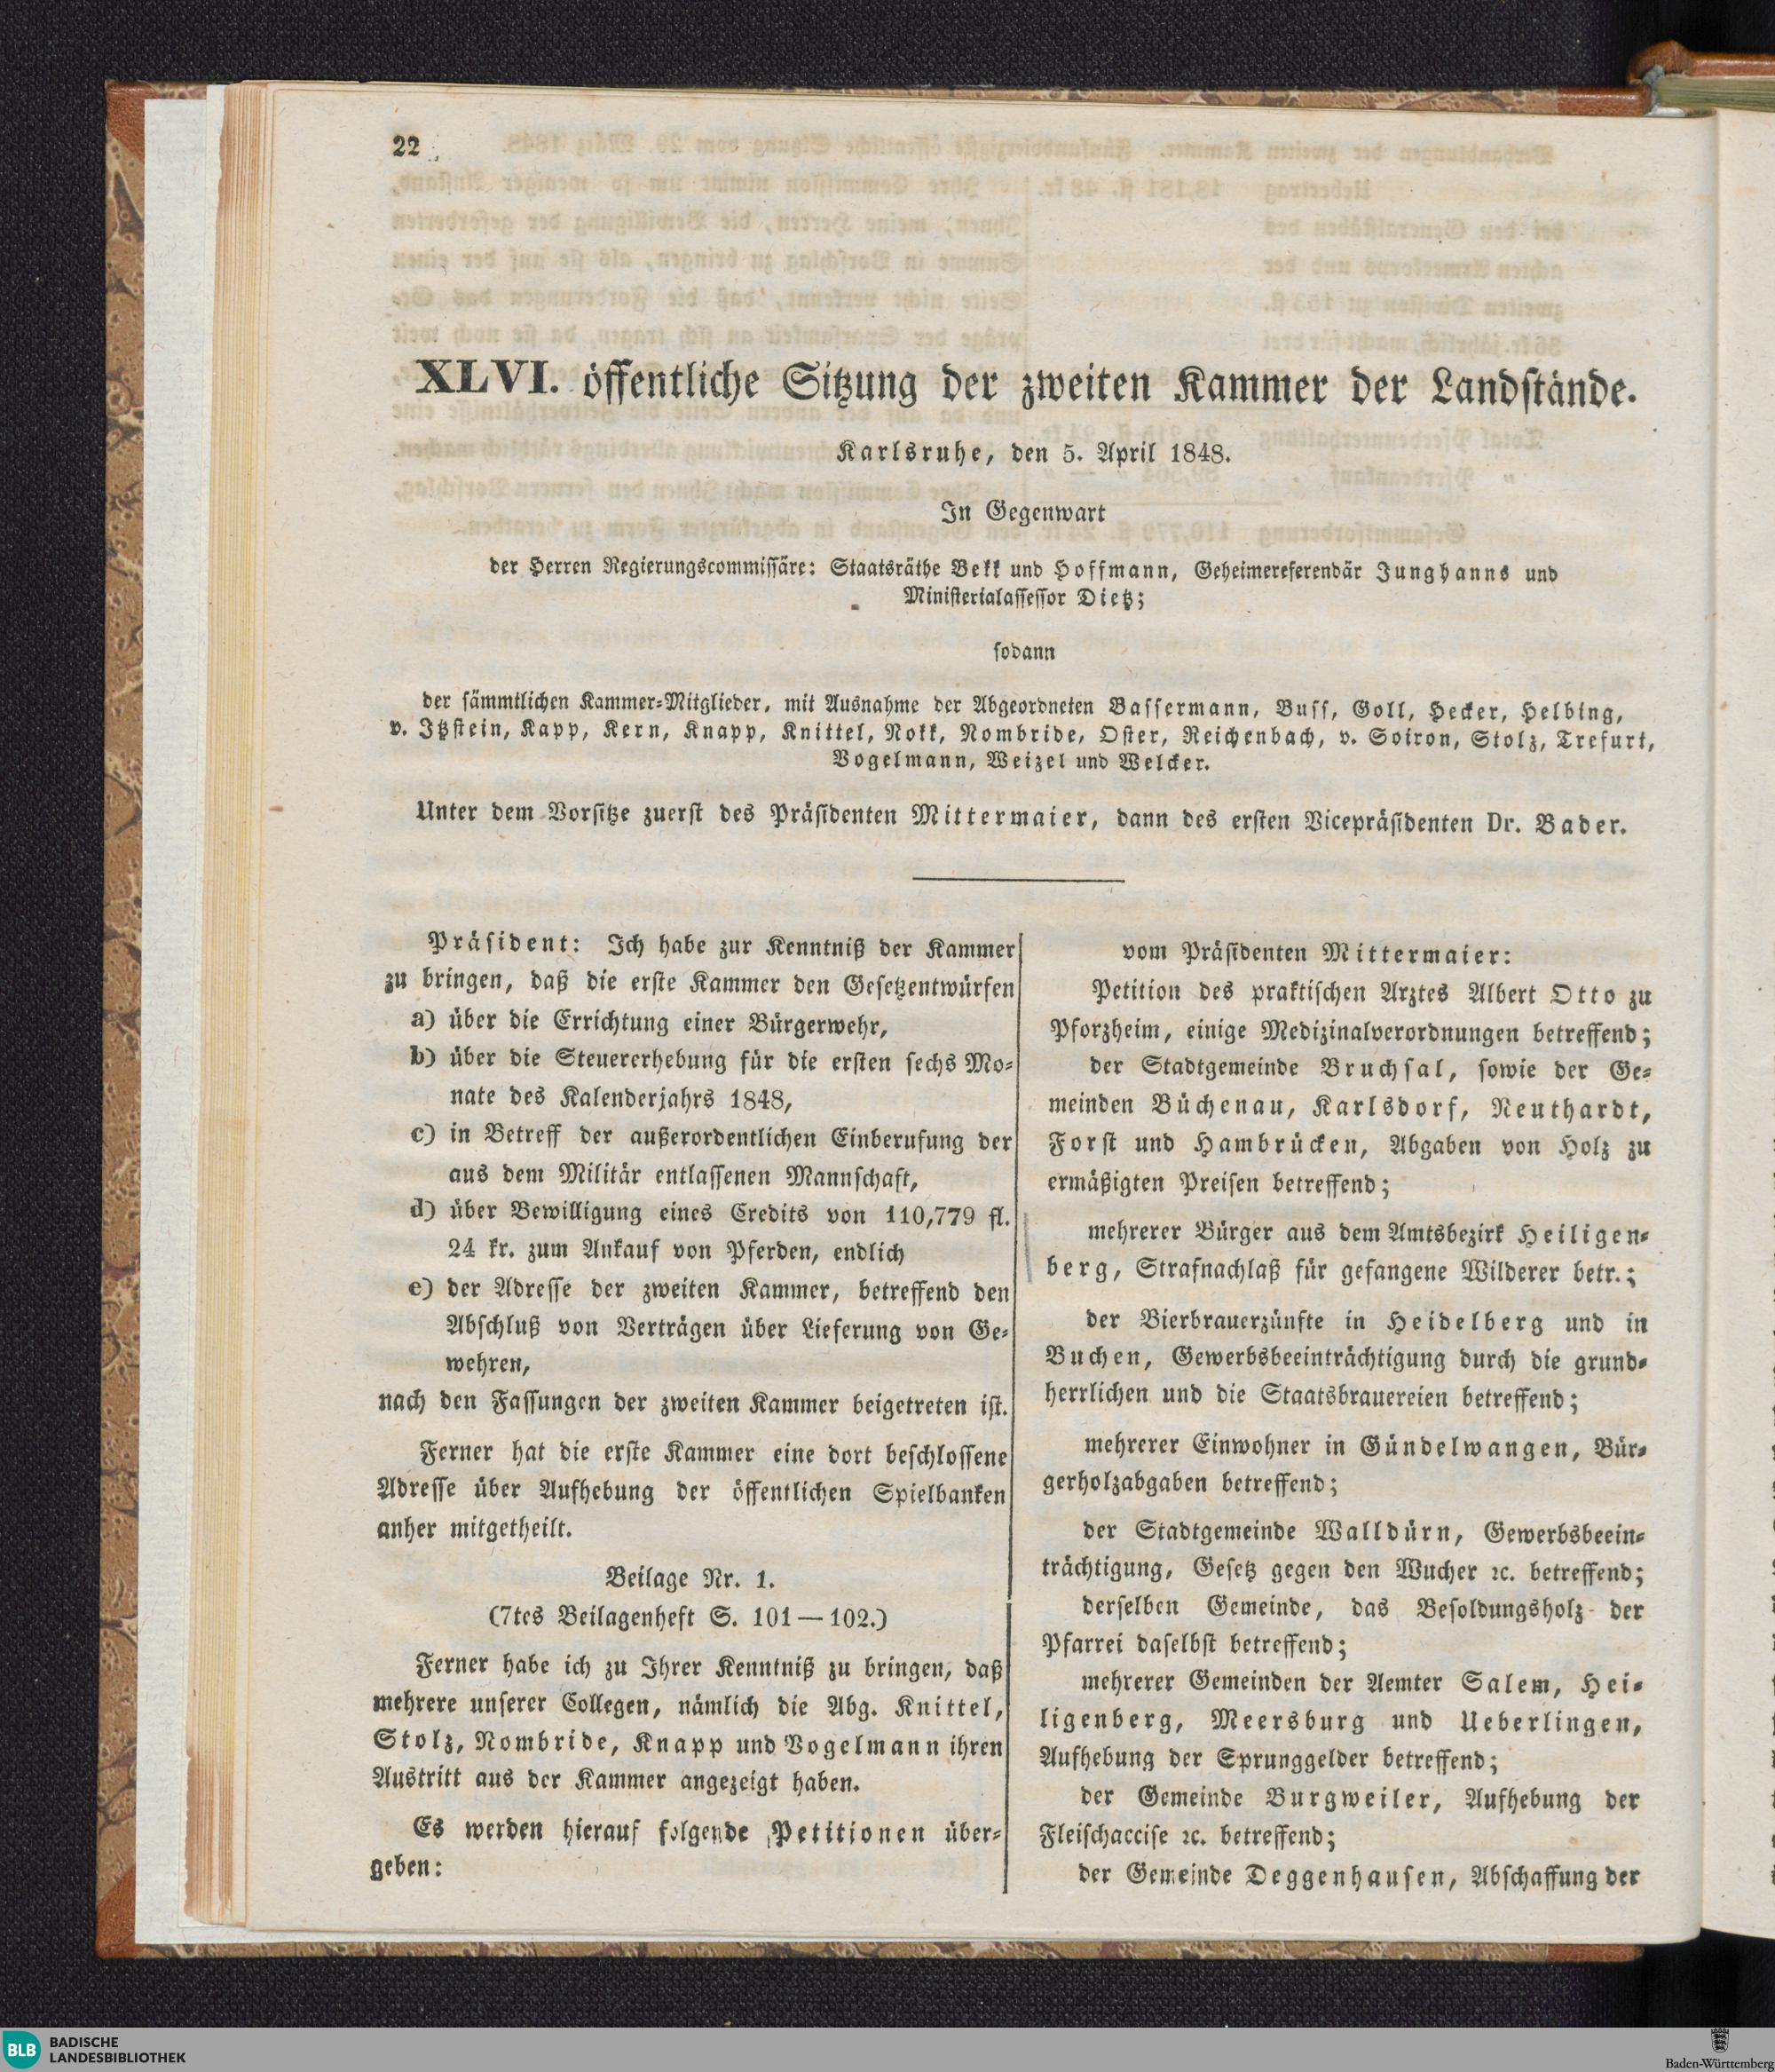 22
XLVI. öffentliche Sitzung der zweiten Kammer der Landstände.
Karlsruhe, den 5. April 1848.
In Gegenwart
der Herren Regierungscommissäre: Staatsräthe Bekk und Hoffmann, Geheimereferendär Junghanns und
Ministerialassessor Dietz;
sodann
der sämmtlichen Kammer-Mitglieder, mit Ausnahme der Abgeordneten Bassermann, Buss, Goll, Hecker, Helbing,
v. Itzstein, Kapp, Kern, Knapp, Knittel, Nokk, Nombride, Oster, Reichenbach, v. Soiron, Stolz, Trefurt,
Vogelmann, Weizel und Welcker.
Unter dem Vorsitze zuerst des Präsidenten Mittermaier, dann des ersten Vicepräsidenten Dr. Bader.
Präsident: Ich habe zur Kenntniß der Kammer
zu bringen, daß die erste Kammer den Gesetzentwürfen
a) über die Errichtung einer Bürgerwehr,
b) über die Steuererhebung für die ersten sechs Mo-
nate des Kalenderjahrs 1848,
c) in Betreff der außerordentlichen Einberufung der
aus dem Militär entlassenen Mannschaft,
d) über Bewilligung eines Credits von 110,779 fl.
24 kr. zum Ankauf von Pferden, endlich
e) der Adresse der zweiten Kammer, betreffend den
Abschluß von Verträgen über Lieferung von Ge-
wehren,
nach den Fassungen der zweiten Kammer beigetreten ist.
Ferner hat die erste Kammer eine dort beschlossene
Adresse über Aufhebung der öffentlichen Spielbanken
anher mitgetheilt.
Beilage Nr. 1.
(7tes Beilagenheft S. 101—102.)
Ferner habe ich zu Ihrer Kenntniß zu bringen, daß
mehrere unserer Collegen, nämlich die Abg. Knittel,
Stolz, Nombride, Knapp und Vogelmann ihren
Austritt aus der Kammer angezeigt haben.
Es werden hierauf folgende Petitionen über-
geben:
vom Präsidenten Mittermaier:
Petition des praktischen Arztes Albert Otto zu
Pforzheim, einige Medizinalverordnungen betreffend;
der Stadtgemeinde Bruchsal, sowie der Ge-
meinden Büchenau, Karlsdorf, Neuthardt,
Forst und Hambrücken, Abgaben von Holz zu
ermäßigten Preisen betreffend;
mehrerer Bürger aus dem Amtsbezirk Heiligen-
berg, Strafnachlaß für gefangene Wilderer betr.;
der Bierbrauerzünfte in Heidelberg und in
Buchen, Gewerbsbeeinträchtigung durch die grund-
herrlichen und die Staatsbrauereien betreffend;
mehrerer Einwohner in Gündelwangen, Bür-
gerholzabgaben betreffend;
der Stadtgemeinde Walldürn, Gewerbsbeein-
trächtigung, Gesetz gegen den Wucher ꝛc. betreffend;
derselben Gemeinde, das Besoldungsholz der
Pfarrei daselbst betreffend;
mehrerer Gemeinden der Aemter Salem, Hei-
ligenberg, Meersburg und Ueberlingen,
Aufhebung der Sprunggelder betreffend;
der Gemeinde Burgweiler, Aufhebung der
Fleischaccise ꝛc. betreffend;
der Gemeinde Deggenhausen, Abschaffung der
BLB BADISCHE
LANDESBIBLIOTHEK
Baden-Württemberg